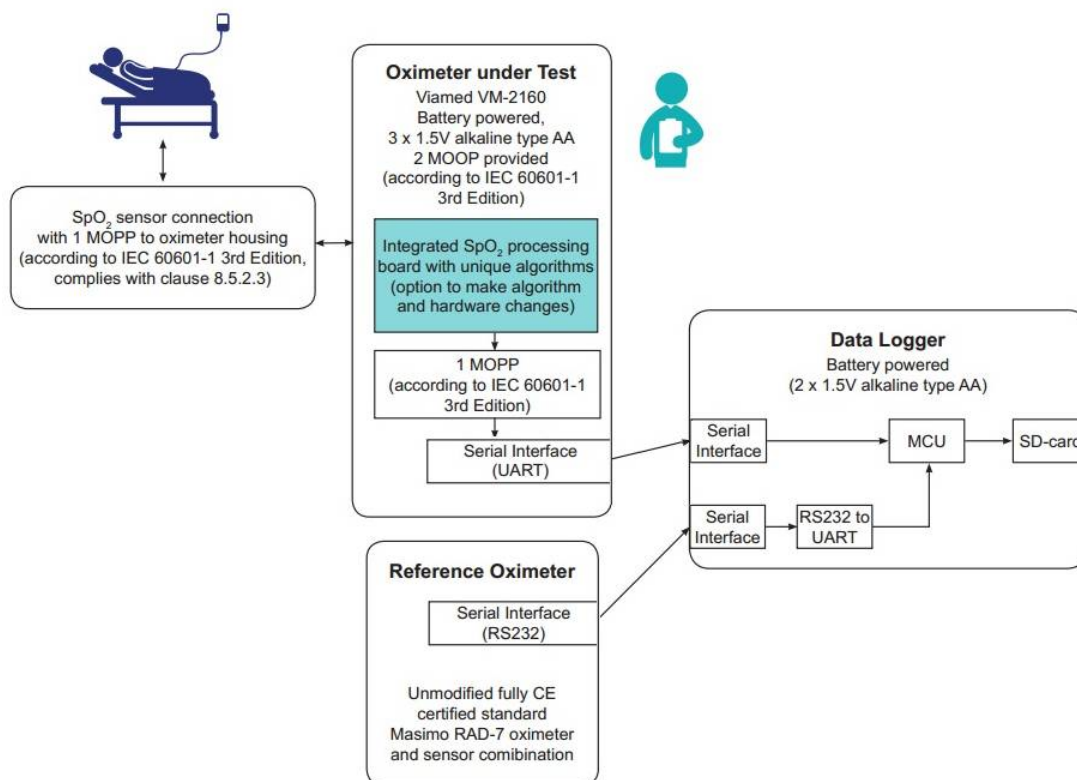 Oximeter under Test
Viamed VM-2160
Battery powered,
3 x 1.5V alkaline type AA
2 MOOP provided
(according to IEC 60601-1
3rd Edition)
SpO₂ sensor connection
with 1 MOPP to oximeter housing
(according to IEC 60601-1 3rd Edition,
complies with clause 8.5.2.3)
Integrated SpO₂ processing
board with unique algorithms
(option to make algorithm
and hardware changes)
1 MOPP
(according to IEC 60601-1
3rd Edition)
Serial Interface
(UART)
Data Logger
Battery powered
(2 x 1.5V alkaline type AA)
Serial
Interface
MCU
SD-card
Serial
Interface
RS232 to
UART
Reference Oximeter
Serial Interface
(RS232)
Unmodified fully CE
certified standard
Masimo RAD-7 oximeter
and sensor comibination